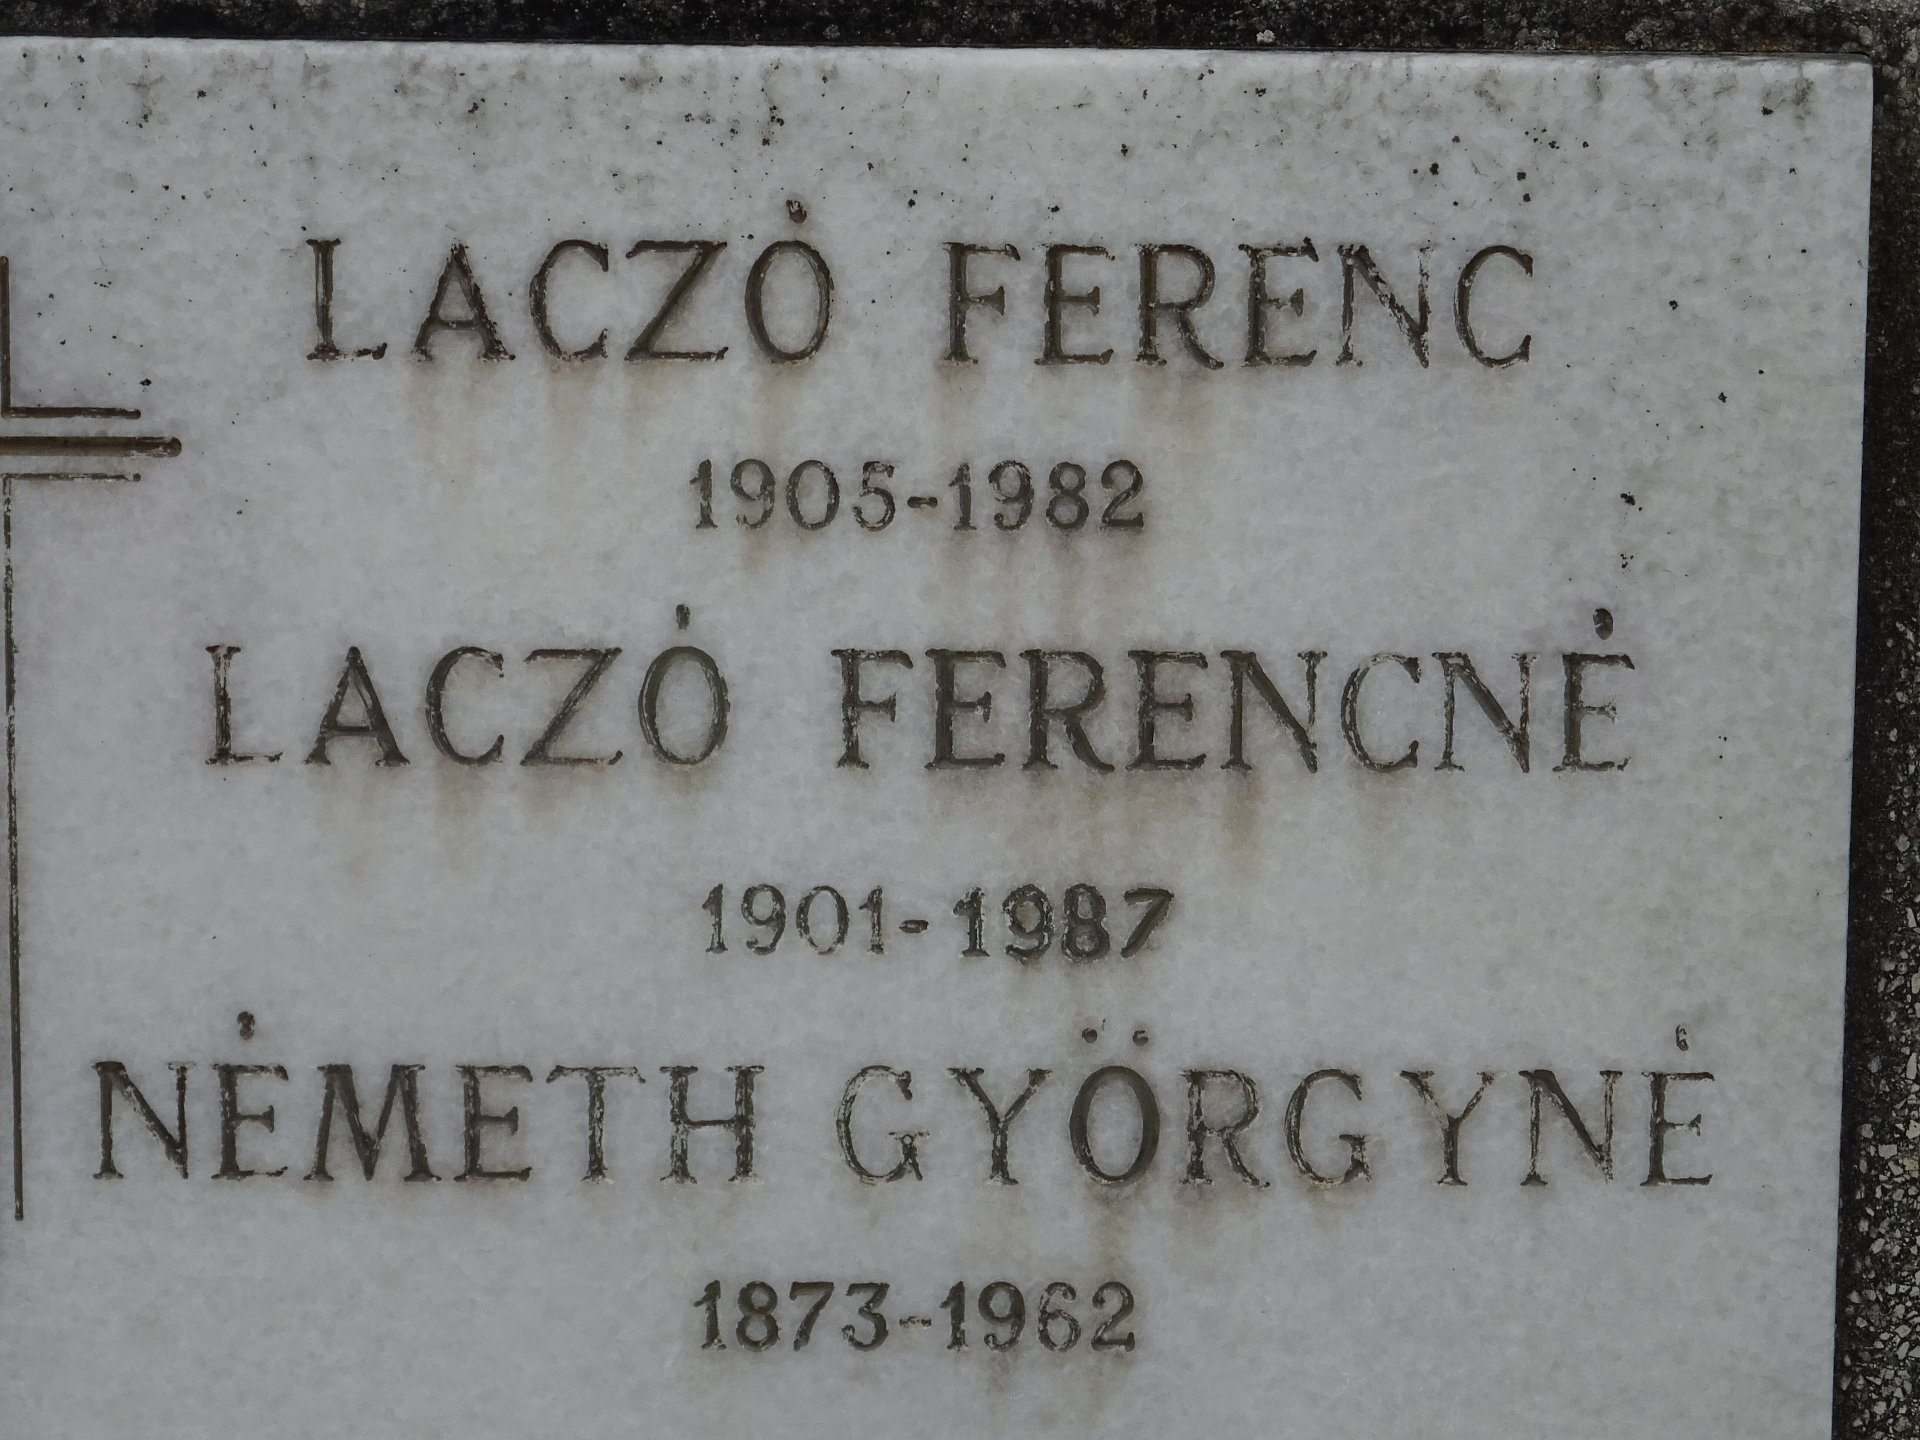 LACZÓ FERENC
1905-1982
LACZÓ FERENCNÉ
1901-1987
NÉMETH GYÖRGYNÉ
1873-1962